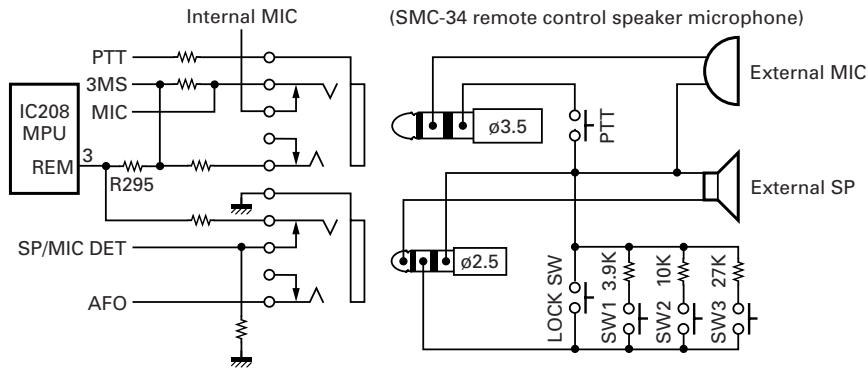 Internal MIC
(SMC-34 remote control speaker microphone)
PTT
3MS
MIC
IC208
MPU
REM
3
R295
SP/MIC DET
AFO
ø3.5
PTT
External MIC
External SP
ø2.5
LOCK SW
SW1 3.9K
SW2 10K
SW3 27K